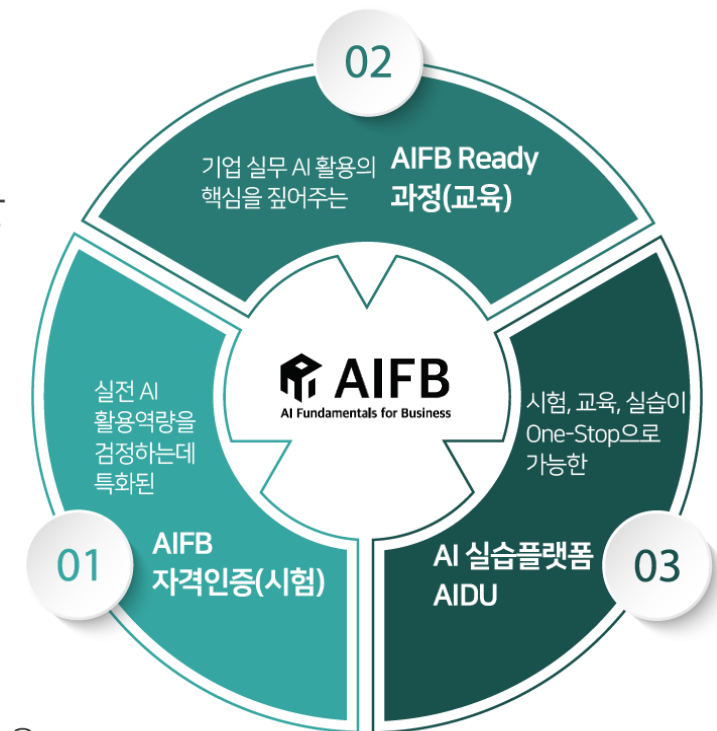 02
기업 실무 AI 활용의
핵심을 짚어주는
AIFB Ready
과정(교육)
AIFB
AI Fundamentals for Business
실전 AI
활용역량을
검정하는데
특화된
01
AIFB
자격인증(시험)
시험, 교육, 실습이
One-Stop으로
가능한
AI 실습플랫폼
AIDU
03